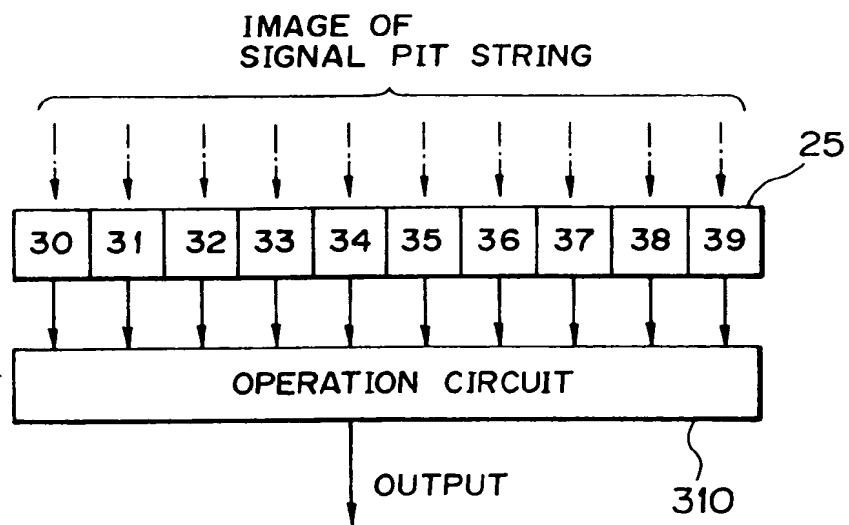 IMAGE OF
SIGNAL PIT STRING
25
30 31 32 33 34 35 36 37 38 39
OPERATION CIRCUIT
OUTPUT
310